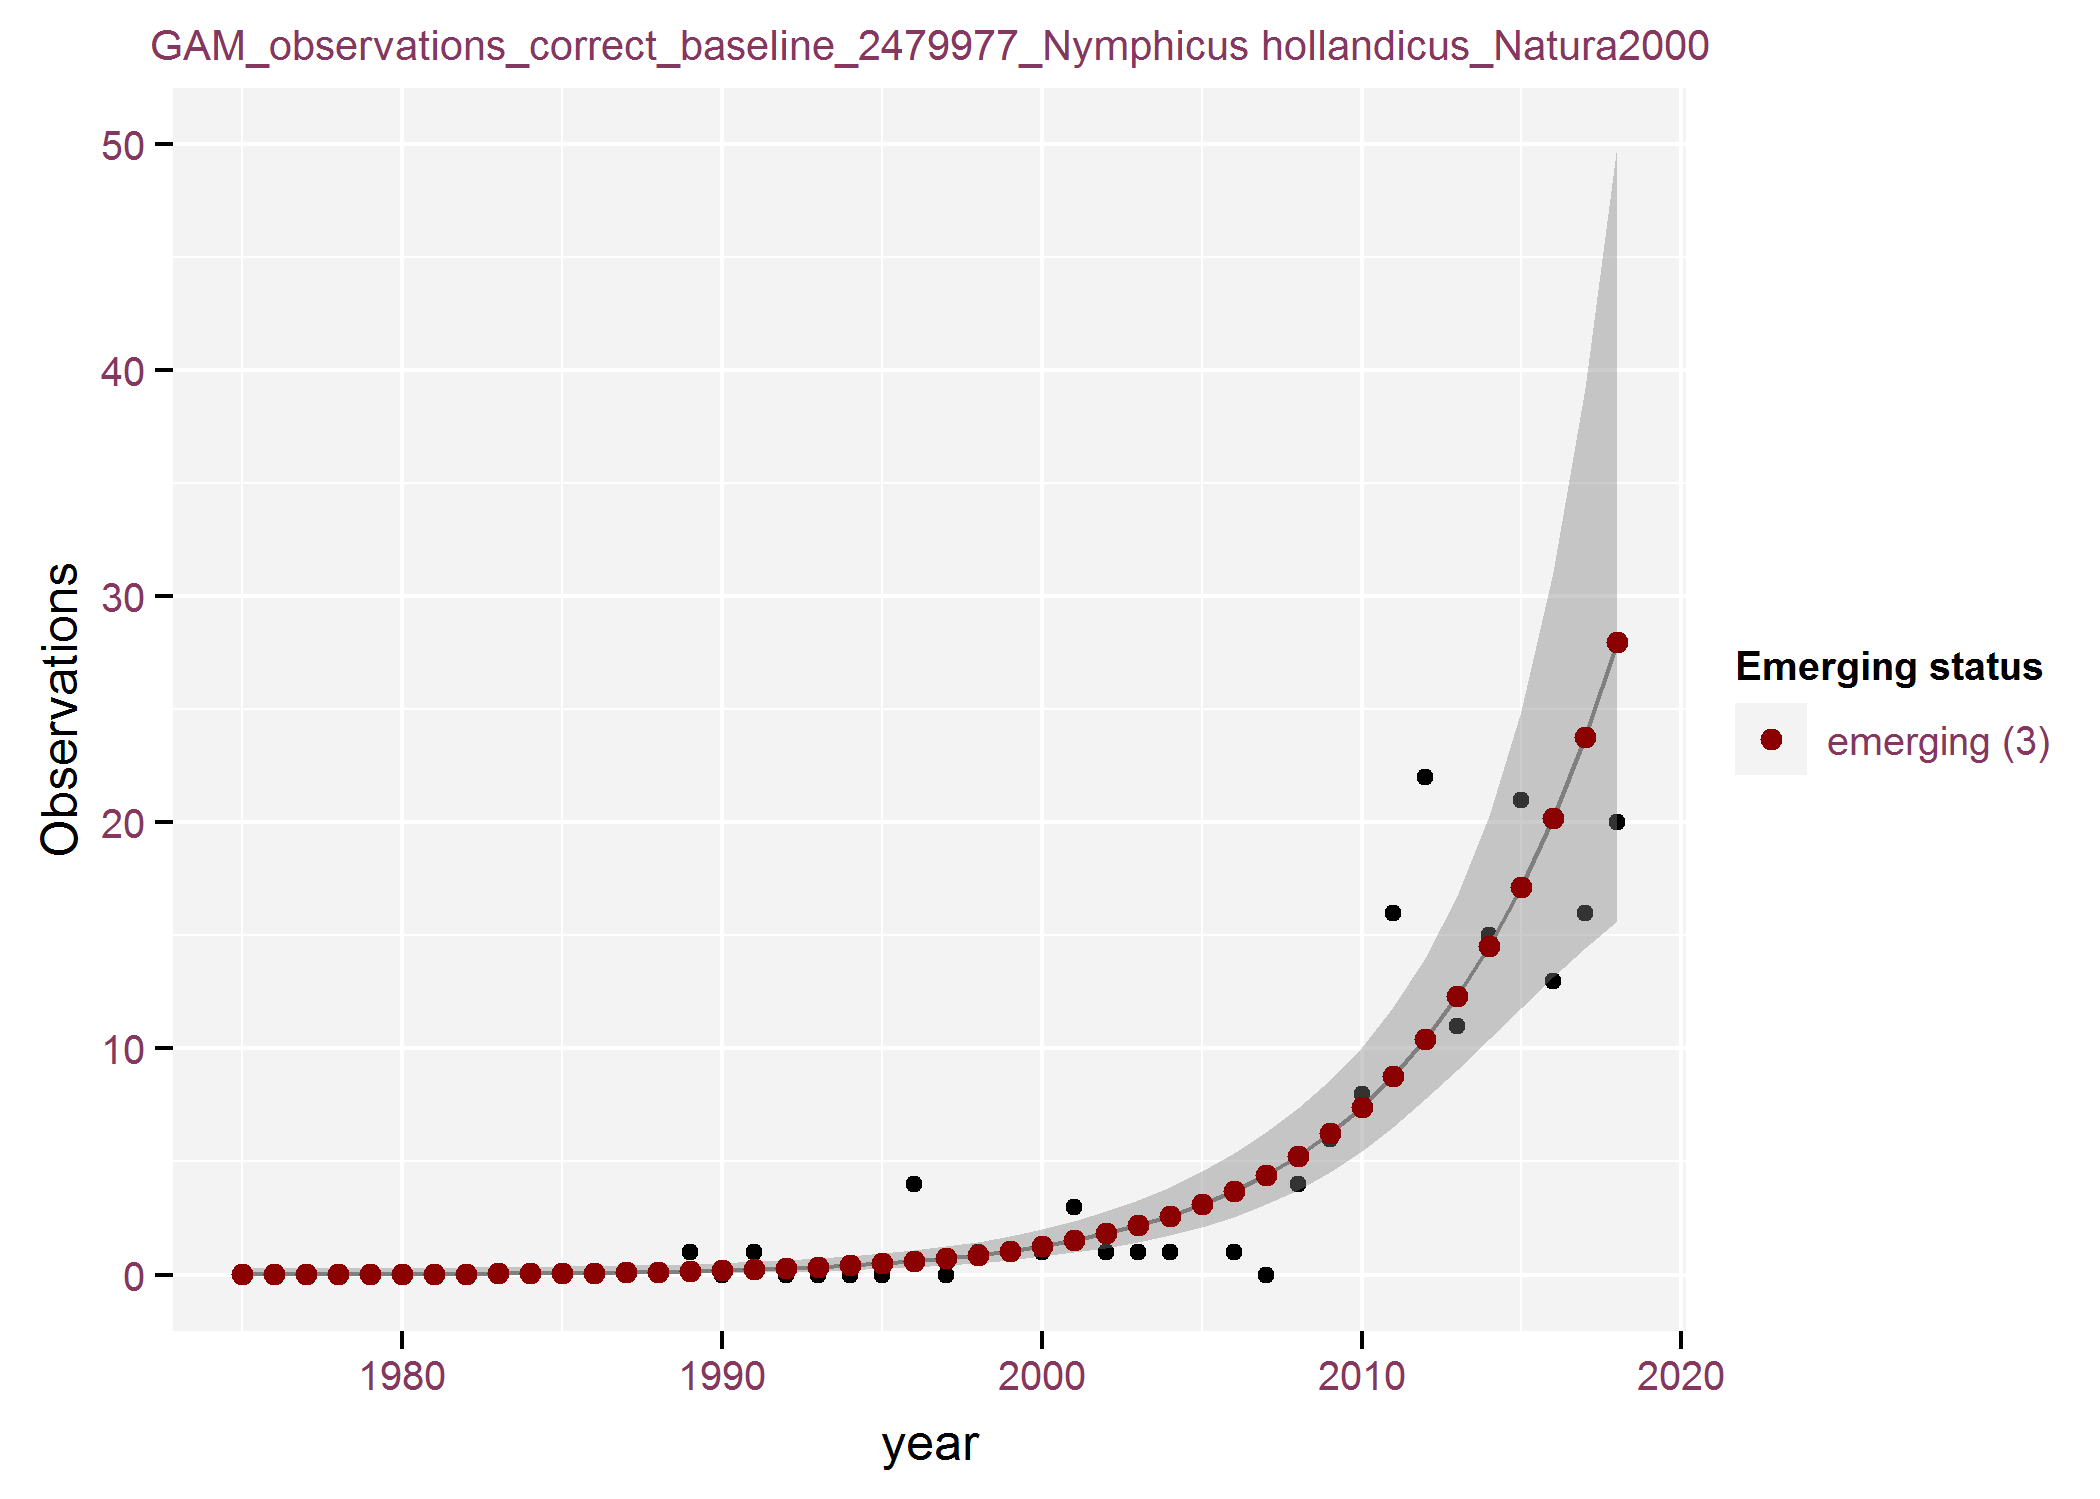 GAM_observations_correct_baseline_2479977_Nymphicus hollandicus_Natura2000
50
40
30
20
10
0
Observations
1980 1990 2000 2010 2020
year
Emerging status
emerging (3)